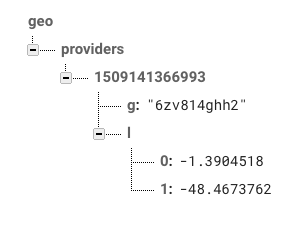 geo
providers
1509141366993
g: "6zv814ghh2"
l
0: -1.3904518
1: -48.4673762